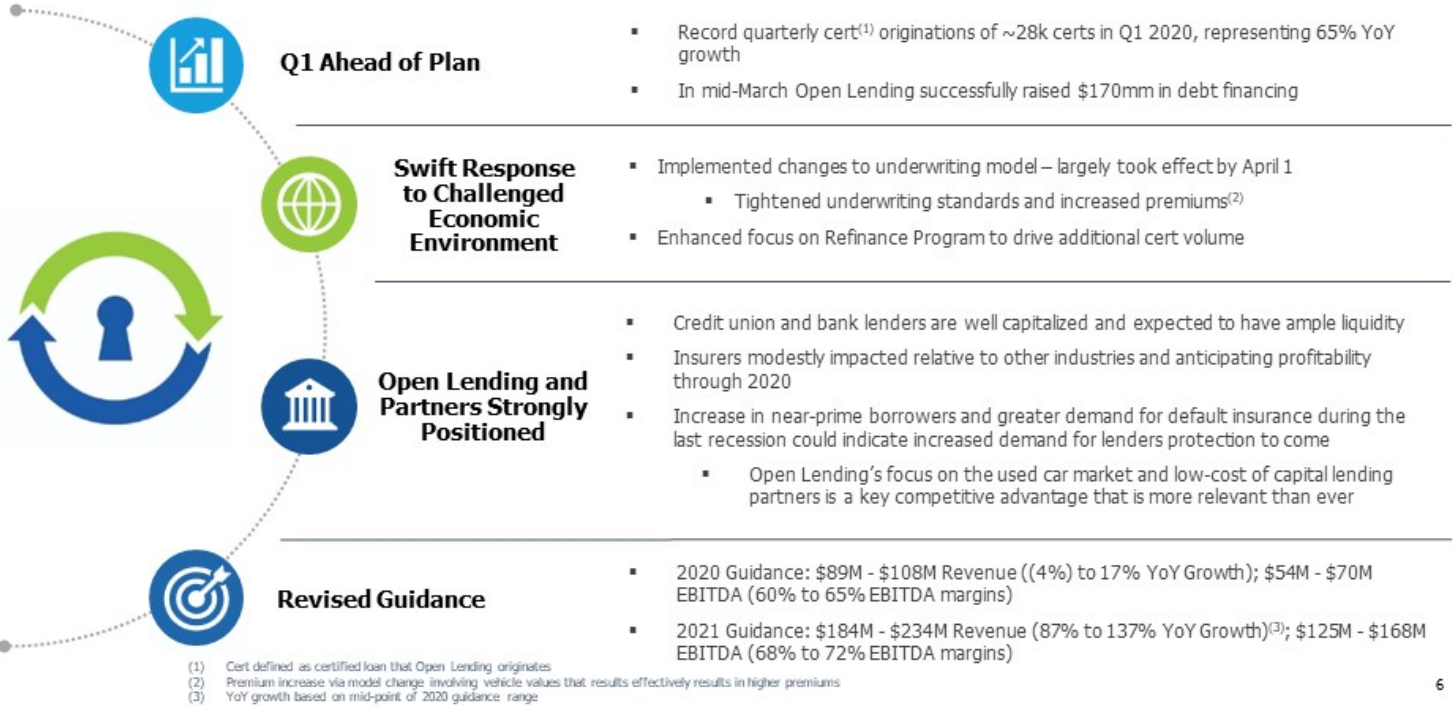 Q1 Ahead of Plan
▪ Record quarterly cert(1) originations of ~28k certs in Q1 2020, representing 65% YoY
growth
▪ In mid-March Open Lending successfully raised $170mm in debt financing
Swift Response
to Challenged
Economic
Environment
▪ Implemented changes to underwriting model – largely took effect by April 1
▪ Tightened underwriting standards and increased premiums(2)
▪ Enhanced focus on Refinance Program to drive additional cert volume
Open Lending and
Partners Strongly
Positioned
▪ Credit union and bank lenders are well capitalized and expected to have ample liquidity
▪ Insurers modestly impacted relative to other industries and anticipating profitability
through 2020
▪ Increase in near-prime borrowers and greater demand for default insurance during the
last recession could indicate increased demand for lenders protection to come
▪ Open Lending's focus on the used car market and low-cost of capital lending
partners is a key competitive advantage that is more relevant than ever
Revised Guidance
▪ 2020 Guidance: $89M - $108M Revenue ((4%) to 17% YoY Growth); $54M - $70M
EBITDA (60% to 65% EBITDA margins)
▪ 2021 Guidance: $184M - $234M Revenue (87% to 137% YoY Growth)(3); $125M - $168M
EBITDA (68% to 72% EBITDA margins)
(1) Cert defined as certified loan that Open Lending originates
(2) Premium increase via model change involving vehicle values that results effectively results in higher premiums
(3) YoY growth based on mid-point of 2020 guidance range
6